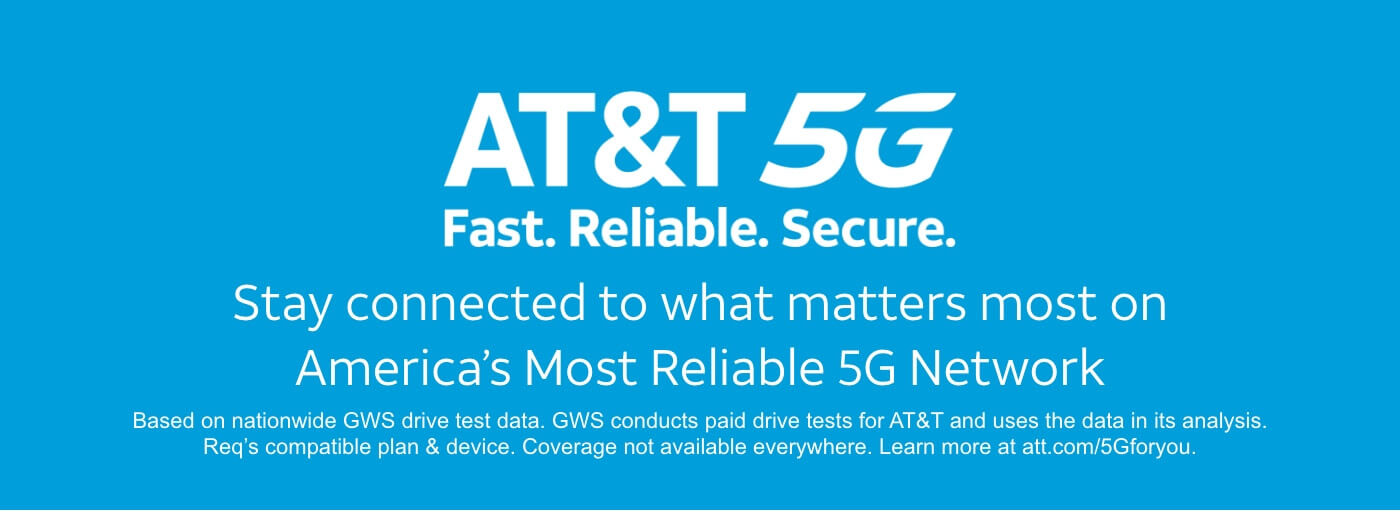 AT&T 5G
Fast. Reliable. Secure.
Stay connected to what matters most on
America’s Most Reliable 5G Network
Based on nationwide GWS drive test data. GWS conducts paid drive tests for AT&T and uses the data in its analysis.
Req’s compatible plan & device. Coverage not available everywhere. Learn more at att.com/5Gforyou.